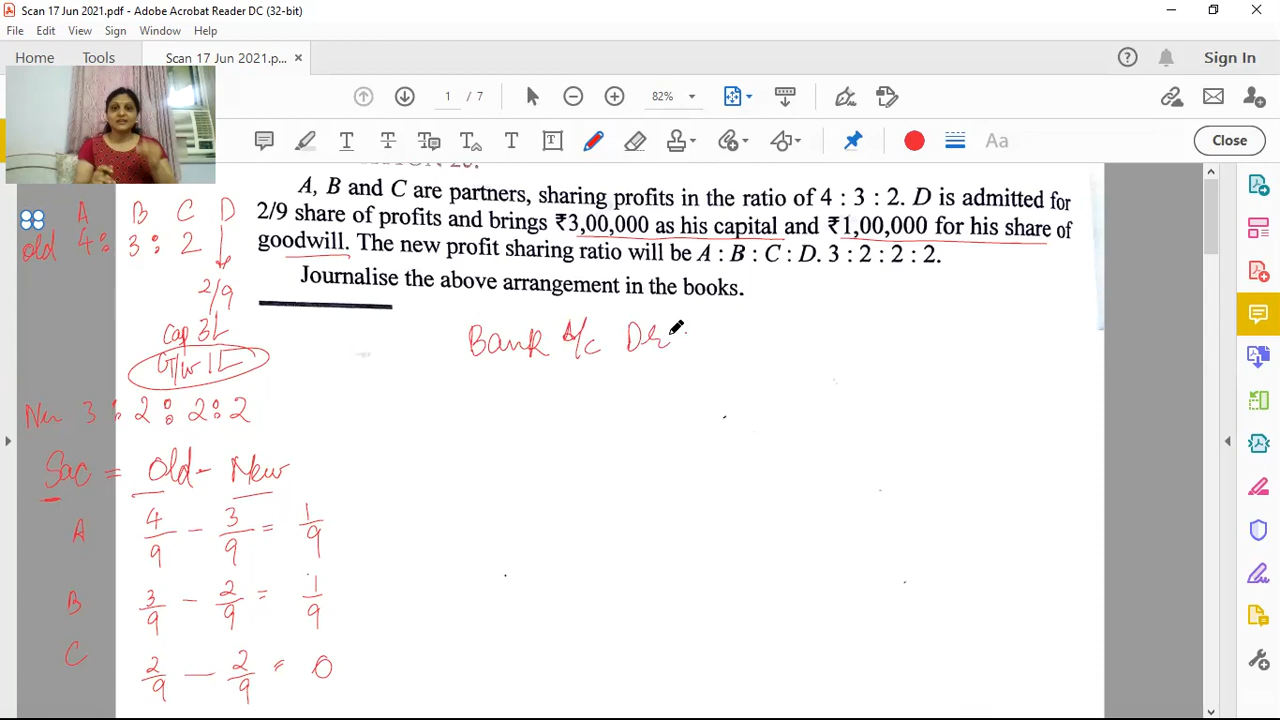 Scan 17 Jun 2021.pdf - Adobe Acrobat Reader DC (32-bit)
File Edit View Sign Window Help
Home Tools Scan 17 Jun 2021.p... × Sign In
1 / 7 82%
Close
A, B and C are partners, sharing profits in the ratio of 4 : 3 : 2. D is admitted for
2/9 share of profits and brings ₹3,00,000 as his capital and ₹1,00,000 for his share of
goodwill. The new profit sharing ratio will be A : B : C : D. 3 : 2 : 2 : 2.
Journalise the above arrangement in the books.
A B C D
old 4 : 3 : 2
2/9
Cap 3L
G/w 1L
New 3 : 2 : 2 : 2
Sac = Old - New
A 4/9 - 3/9 = 1/9
B 3/9 - 2/9 = 1/9
C 2/9 - 2/9 = 0
Bank A/c Dr